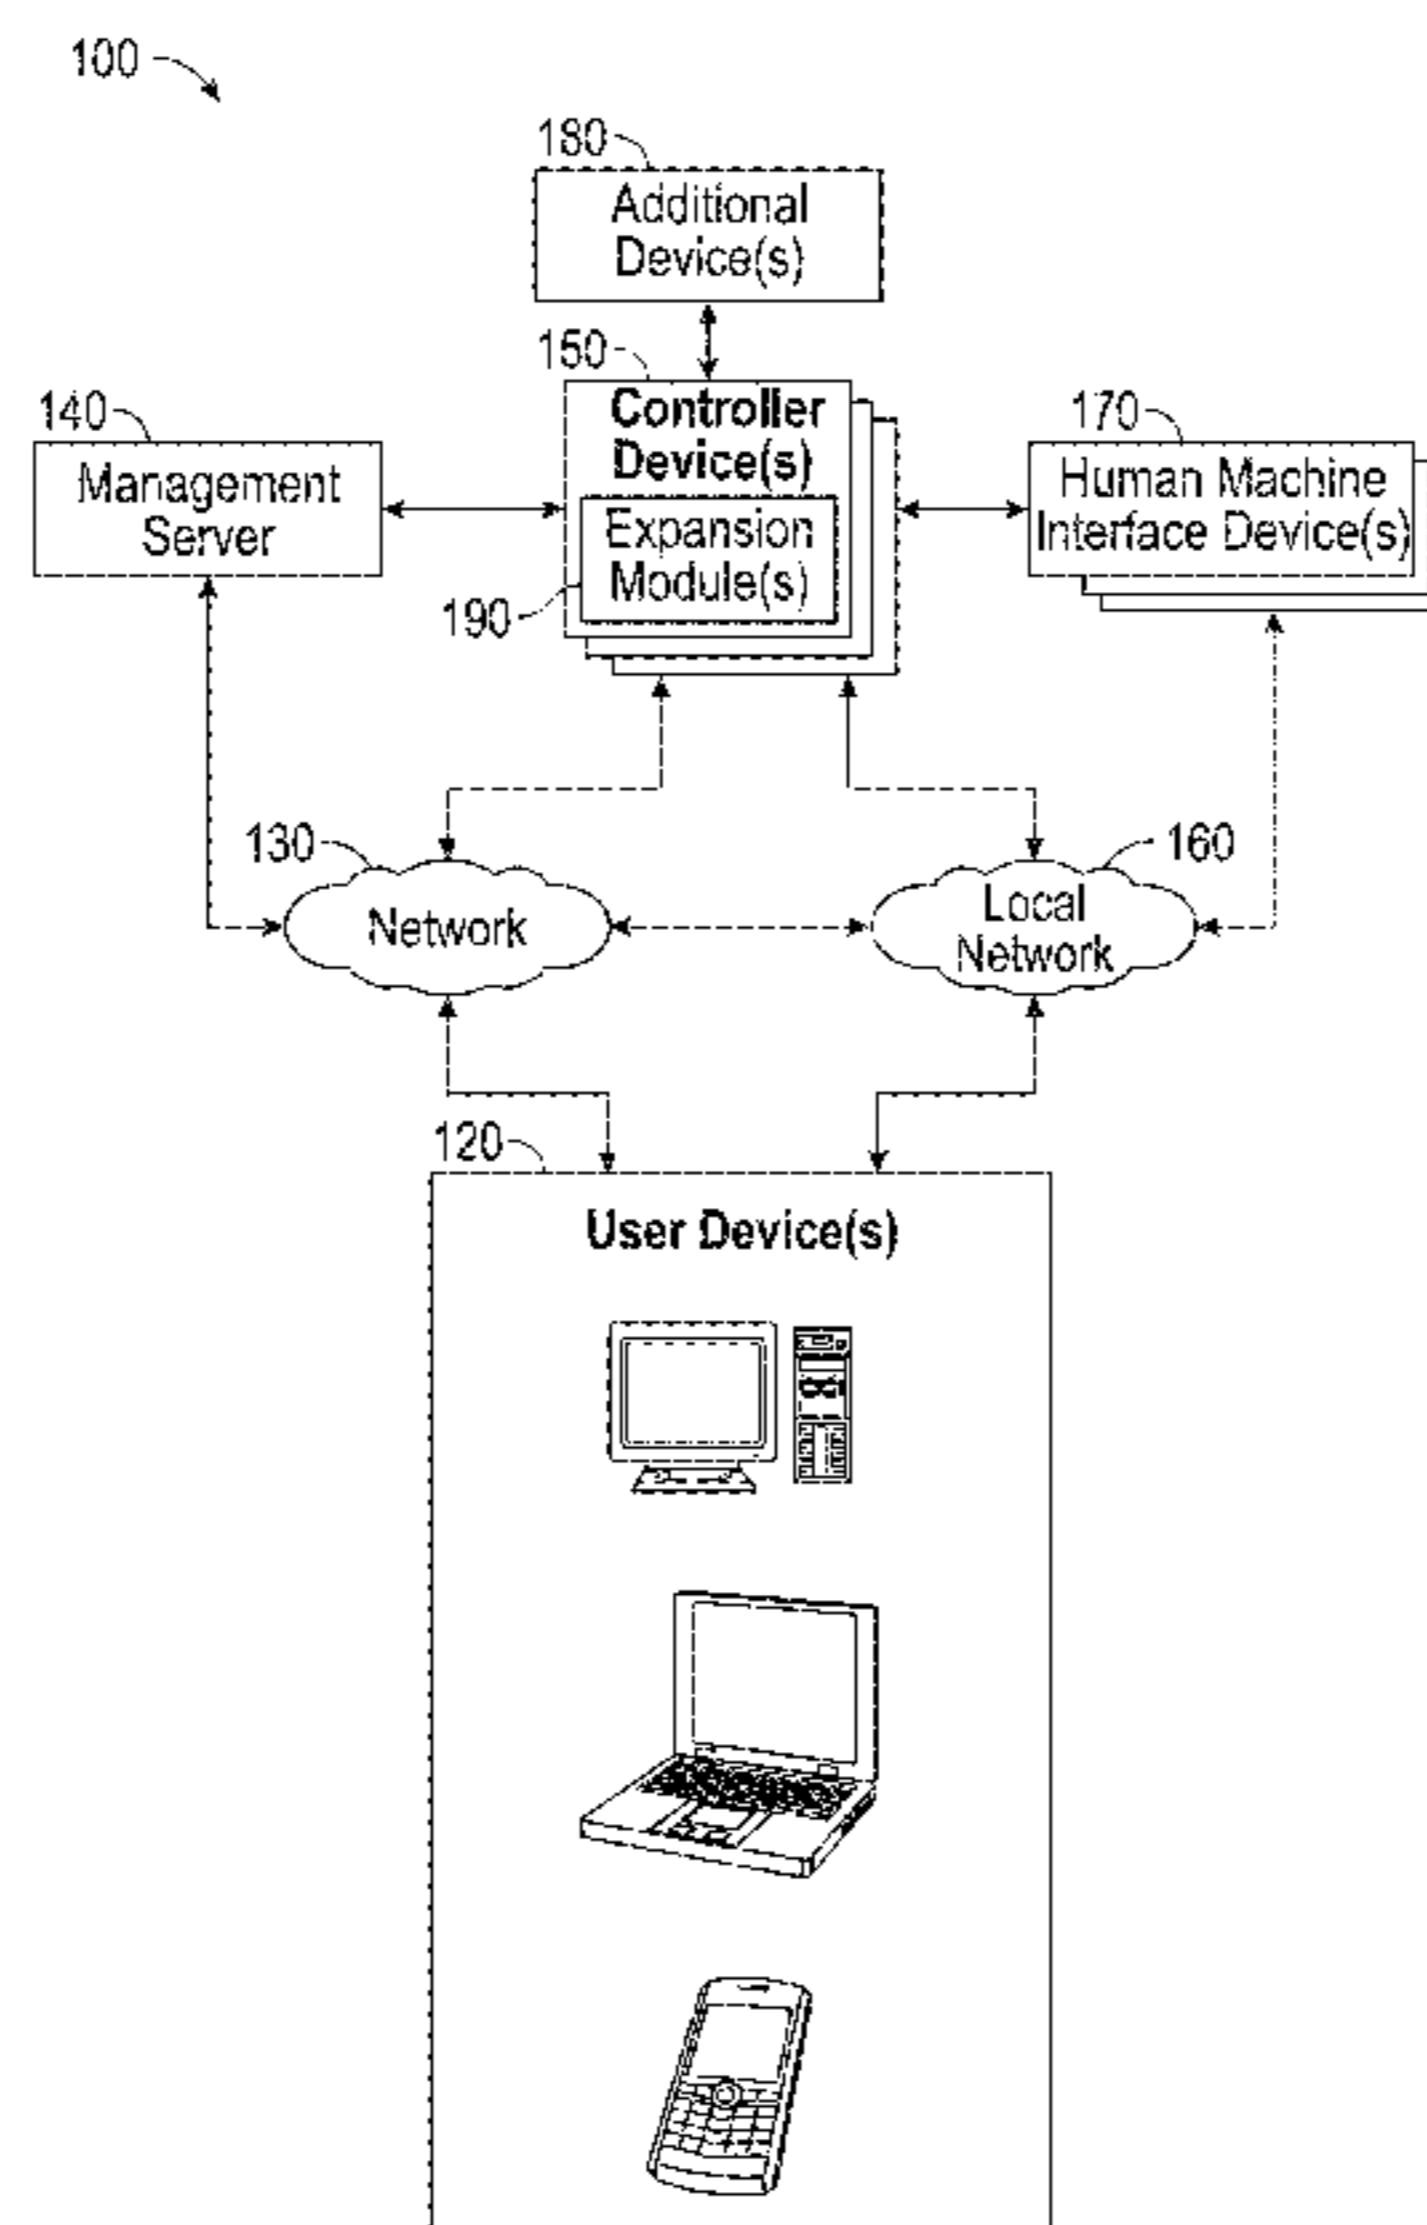 100
180
Additional
Device(s)
150
Controller
Device(s)
Expansion
Module(s)
190
140
Management
Server
170
Human Machine
Interface Device(s)
130
Network
160
Local
Network
120
User Device(s)